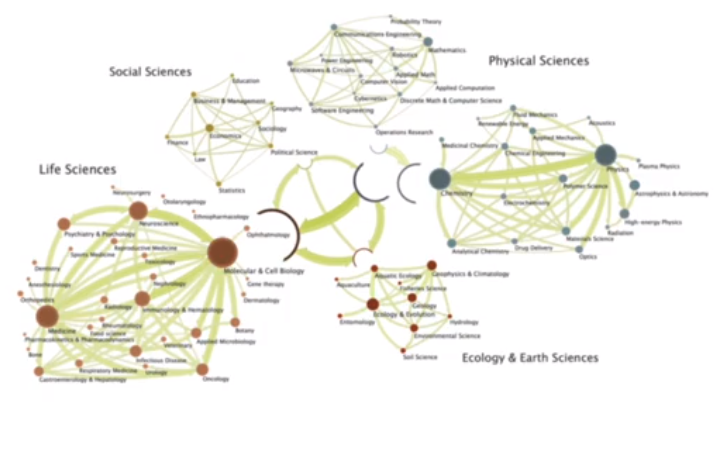 Probability Theory
Communications Engineering
Mathematics
Physical Sciences
Power Engineering
Robotics
Microwaves & Circuits
Applied Math
Computer Vision
Applied Computation
Cybernetics
Discrete Math & Computer Science
Software Engineering
Operations Research
Social Sciences
Education
Business & Management
Geography
Economics
Sociology
Finance
Political Science
Law
Statistics
Fluid Mechanics
Renewable Energy
Acoustics
Applied Mechanics
Medicinal Chemistry
Chemical Engineering
Physics
Plasma Physics
Chemistry
Polymer Science
Astrophysics & Astronomy
Electrochemistry
High-energy Physics
Radiation
Materials Science
Analytical Chemistry
Drug Delivery
Optics
Life Sciences
Neurosurgery
Otolaryngology
Ethnopharmacology
Neuroscience
Psychiatry & Psychology
Ophthalmology
Reproductive Medicine
Sports Medicine
Toxicology
Dentistry
Molecular & Cell Biology
Anesthesiology
Nephrology
Gene therapy
Orthopedics
Dermatology
Radiology
Immunology & Hematology
Rheumatology
Medicine
Botany
Pharmacokinetics & Pharmacodynamics
Veterinary
Applied Microbiology
Bone
Infectious Disease
Respiratory Medicine
Urology
Gastroenterology & Hepatology
Oncology
Aquatic Ecology
Geophysics & Climatology
Aquaculture
Fisheries Science
Geology
Ecology & Evolution
Entomology
Hydrology
Environmental Science
Soil Science
Ecology & Earth Sciences